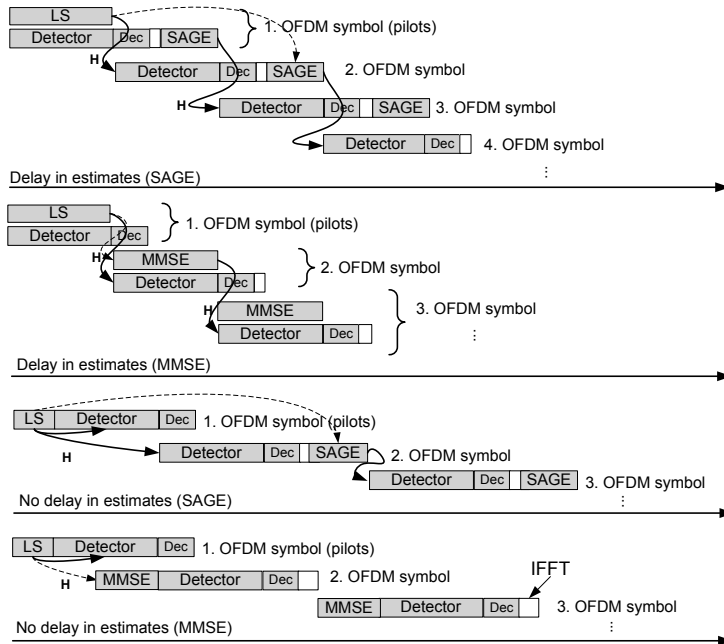 LS
1. OFDM symbol (pilots)
Detector Dec SAGE
H
Detector Dec SAGE 2. OFDM symbol
H
Detector Dec SAGE 3. OFDM symbol
Detector Dec 4. OFDM symbol
...
Delay in estimates (SAGE)
LS
1. OFDM symbol (pilots)
Detector Dec
H
MMSE
2. OFDM symbol
Detector Dec
H
MMSE
3. OFDM symbol
Detector Dec
...
Delay in estimates (MMSE)
LS Detector Dec 1. OFDM symbol (pilots)
H
Detector Dec SAGE 2. OFDM symbol
Detector Dec SAGE 3. OFDM symbol
...
No delay in estimates (SAGE)
LS Detector Dec 1. OFDM symbol (pilots)
H
MMSE Detector Dec 2. OFDM symbol
IFFT
MMSE Detector Dec 3. OFDM symbol
...
No delay in estimates (MMSE)